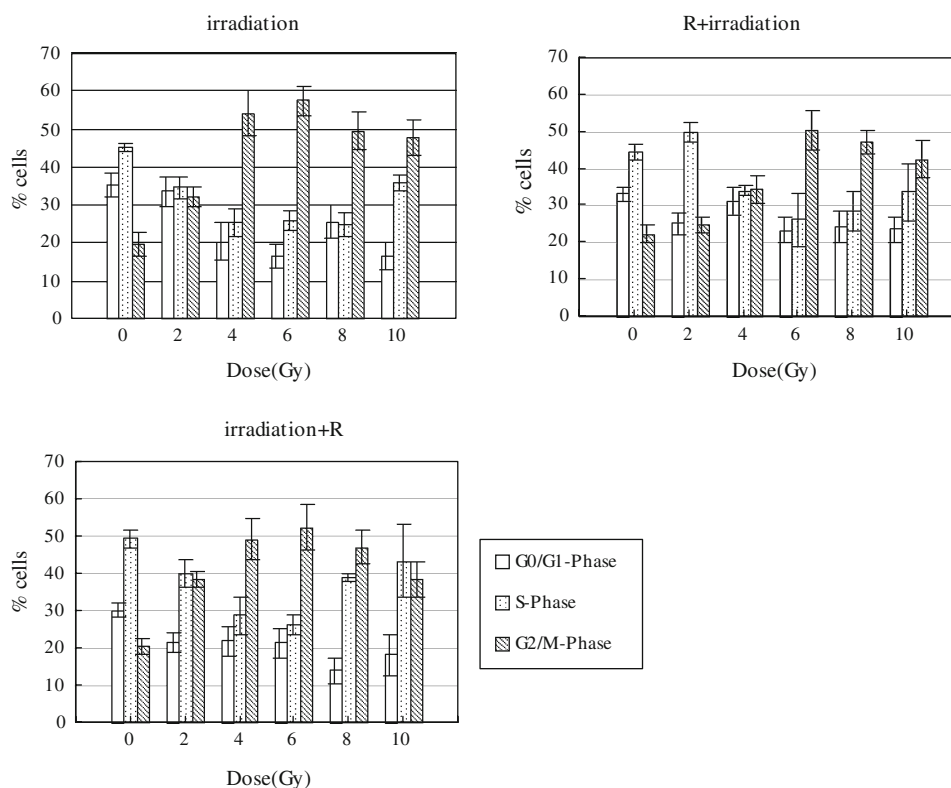 irradiation
70
60
50
40
30
20
10
0
% cells
0 2 4 6 8 10
Dose(Gy)
R+irradiation
70
60
50
40
30
20
10
0
% cells
0 2 4 6 8 10
Dose(Gy)
irradiation+R
70
60
50
40
30
20
10
0
% cells
0 2 4 6 8 10
Dose(Gy)
G0/G1-Phase
S-Phase
G2/M-Phase